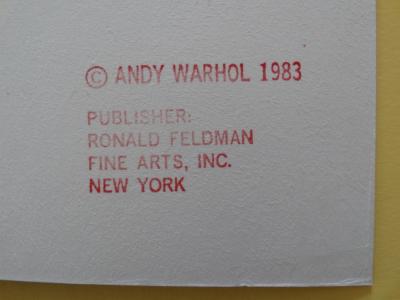 © ANDY WARHOL 1983
PUBLISHER:
RONALD FELDMAN
FINE ARTS, INC.
NEW YORK